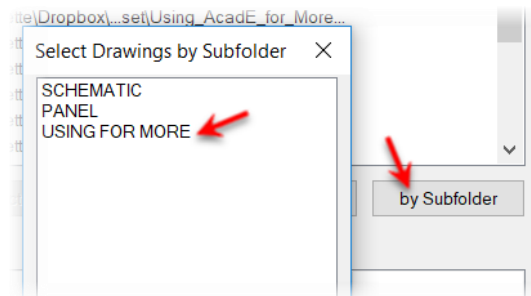 tte\Dropbox\...set\Using_AcadE_for_More...
Select Drawings by Subfolder
SCHEMATIC
PANEL
USING FOR MORE
by Subfolder